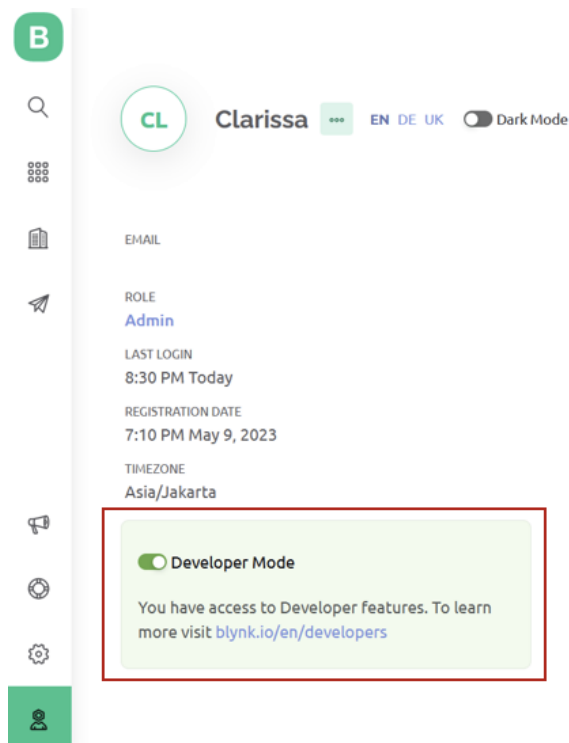 B
CL
Clarissa
EN DE UK
Dark Mode
EMAIL
ROLE
Admin
LAST LOGIN
8:30 PM Today
REGISTRATION DATE
7:10 PM May 9, 2023
TIMEZONE
Asia/Jakarta
Developer Mode
You have access to Developer features. To learn
more visit blynk.io/en/developers